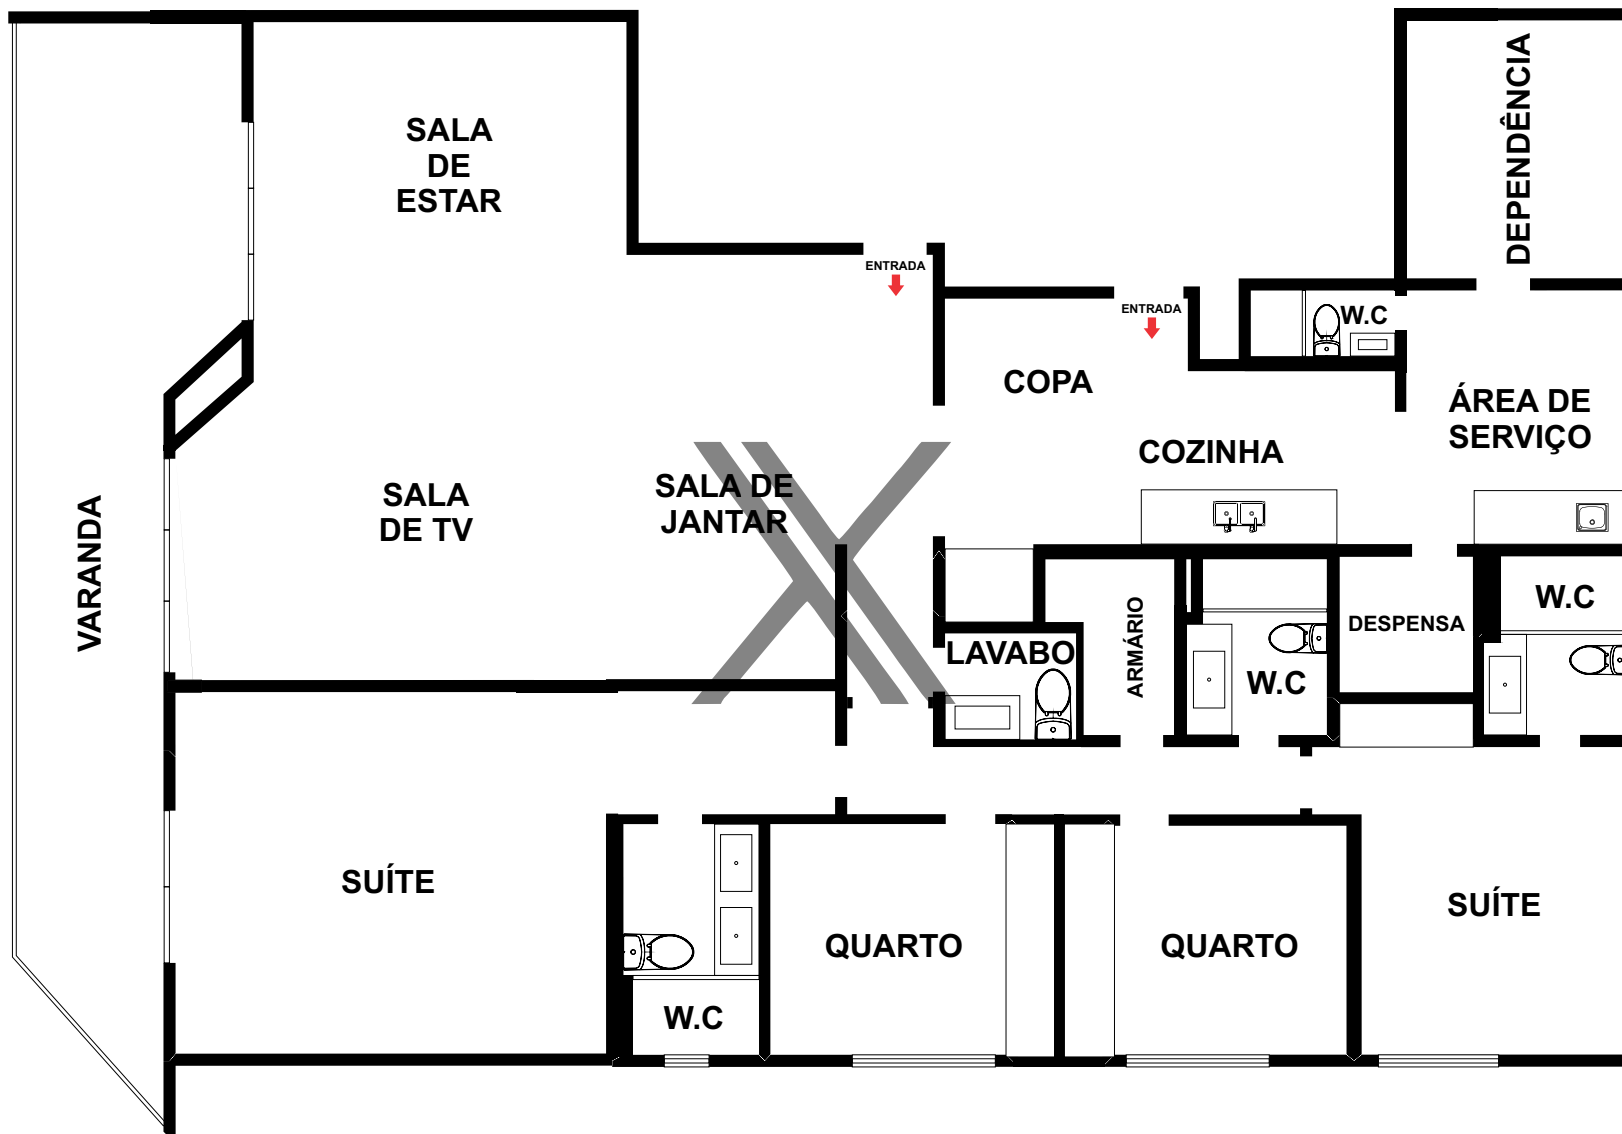 SALA
DE
ESTAR
DEPENDÊNCIA
ENTRADA
ENTRADA
W.C
COPA
ÁREA DE
SERVIÇO
COZINHA
SALA
DE TV
SALA DE
JANTAR
VARANDA
W.C
DESPENSA
ARMÁRIO
LAVABO
W.C
SUÍTE
SUÍTE
QUARTO
QUARTO
W.C